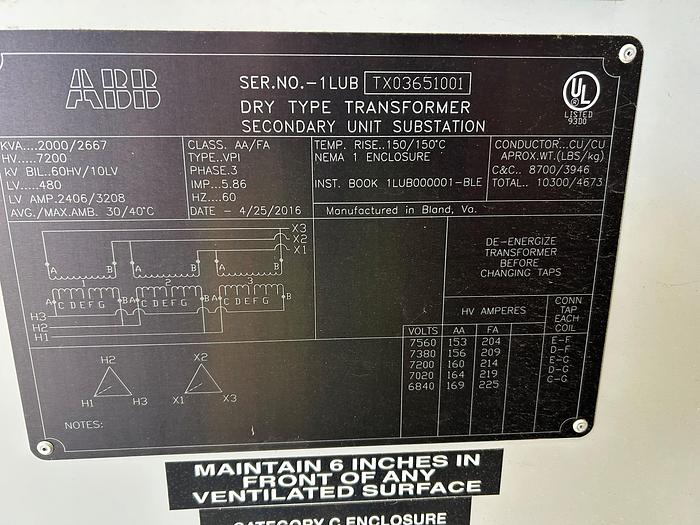 ABB
SER.NO.-1LUB TX03651001
DRY TYPE TRANSFORMER
SECONDARY UNIT SUBSTATION
UL
LISTED
93D0
KVA....2000/2667
HV....7200
kV BIL..60HV/10LV
LV....480
LV AMP.2406/3208
AVG./MAX.AMB. 30/40°C
CLASS. AA/FA
TYPE..VPI
PHASE.3
IMP...5.86
HZ....60
DATE - 4/25/2016
TEMP. RISE..150/150°C
NEMA 1 ENCLOSURE
INST. BOOK 1LUB000001-BLE
CONDUCTOR...CU/CU
APROX.WT.(LBS/kg)
C&C.. 8700/3946
TOTAL.. 10300/4673
Manufactured in Bland, Va.
X3
X2
X1
A B A B A B
1 2 3
A B A B A B
C D E F G C D E F G C D E F G
H3
H2
H1
H2
H1 H3
X2
X1 X3
NOTES:
DE-ENERGIZE
TRANSFORMER
BEFORE
CHANGING TAPS
HV AMPERES
CONN
TAP
EACH
COIL
VOLTS AA FA
7560 153 204 E-F
7380 156 209 D-F
7200 160 214 E-G
7020 164 219 D-G
6840 169 225 C-G
MAINTAIN 6 INCHES IN
FRONT OF ANY
VENTILATED SURFACE
CATEGORY C ENCLOSURE